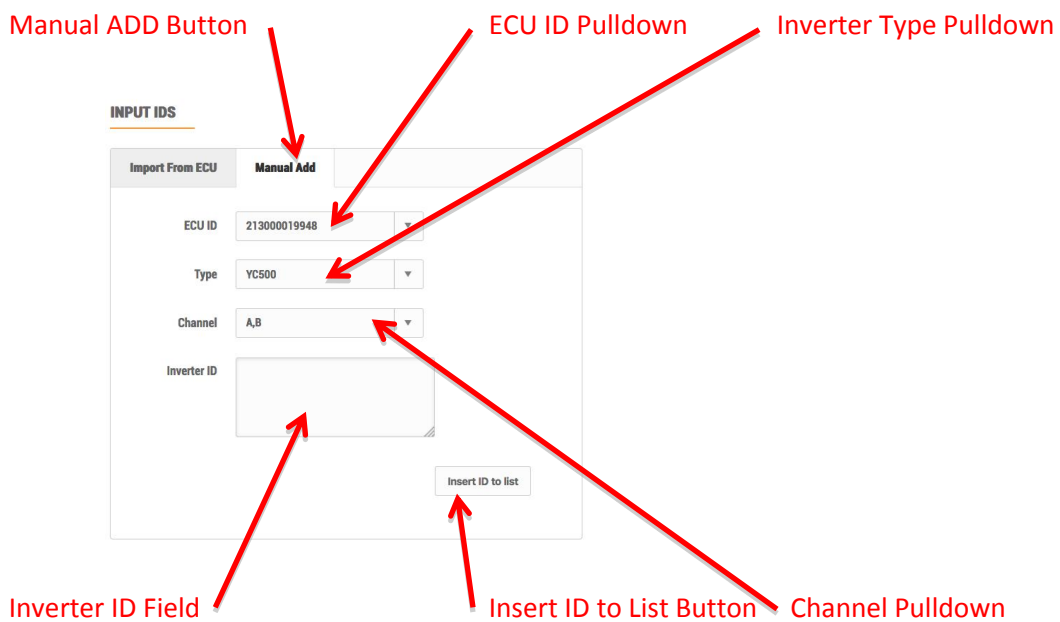 Manual ADD Button ECU ID Pulldown Inverter Type Pulldown
INPUT IDS
Import From ECU Manual Add
ECU ID 213000019948
Type YC500
Channel A,B
Inverter ID
Insert ID to list
Inverter ID Field Insert ID to List Button Channel Pulldown